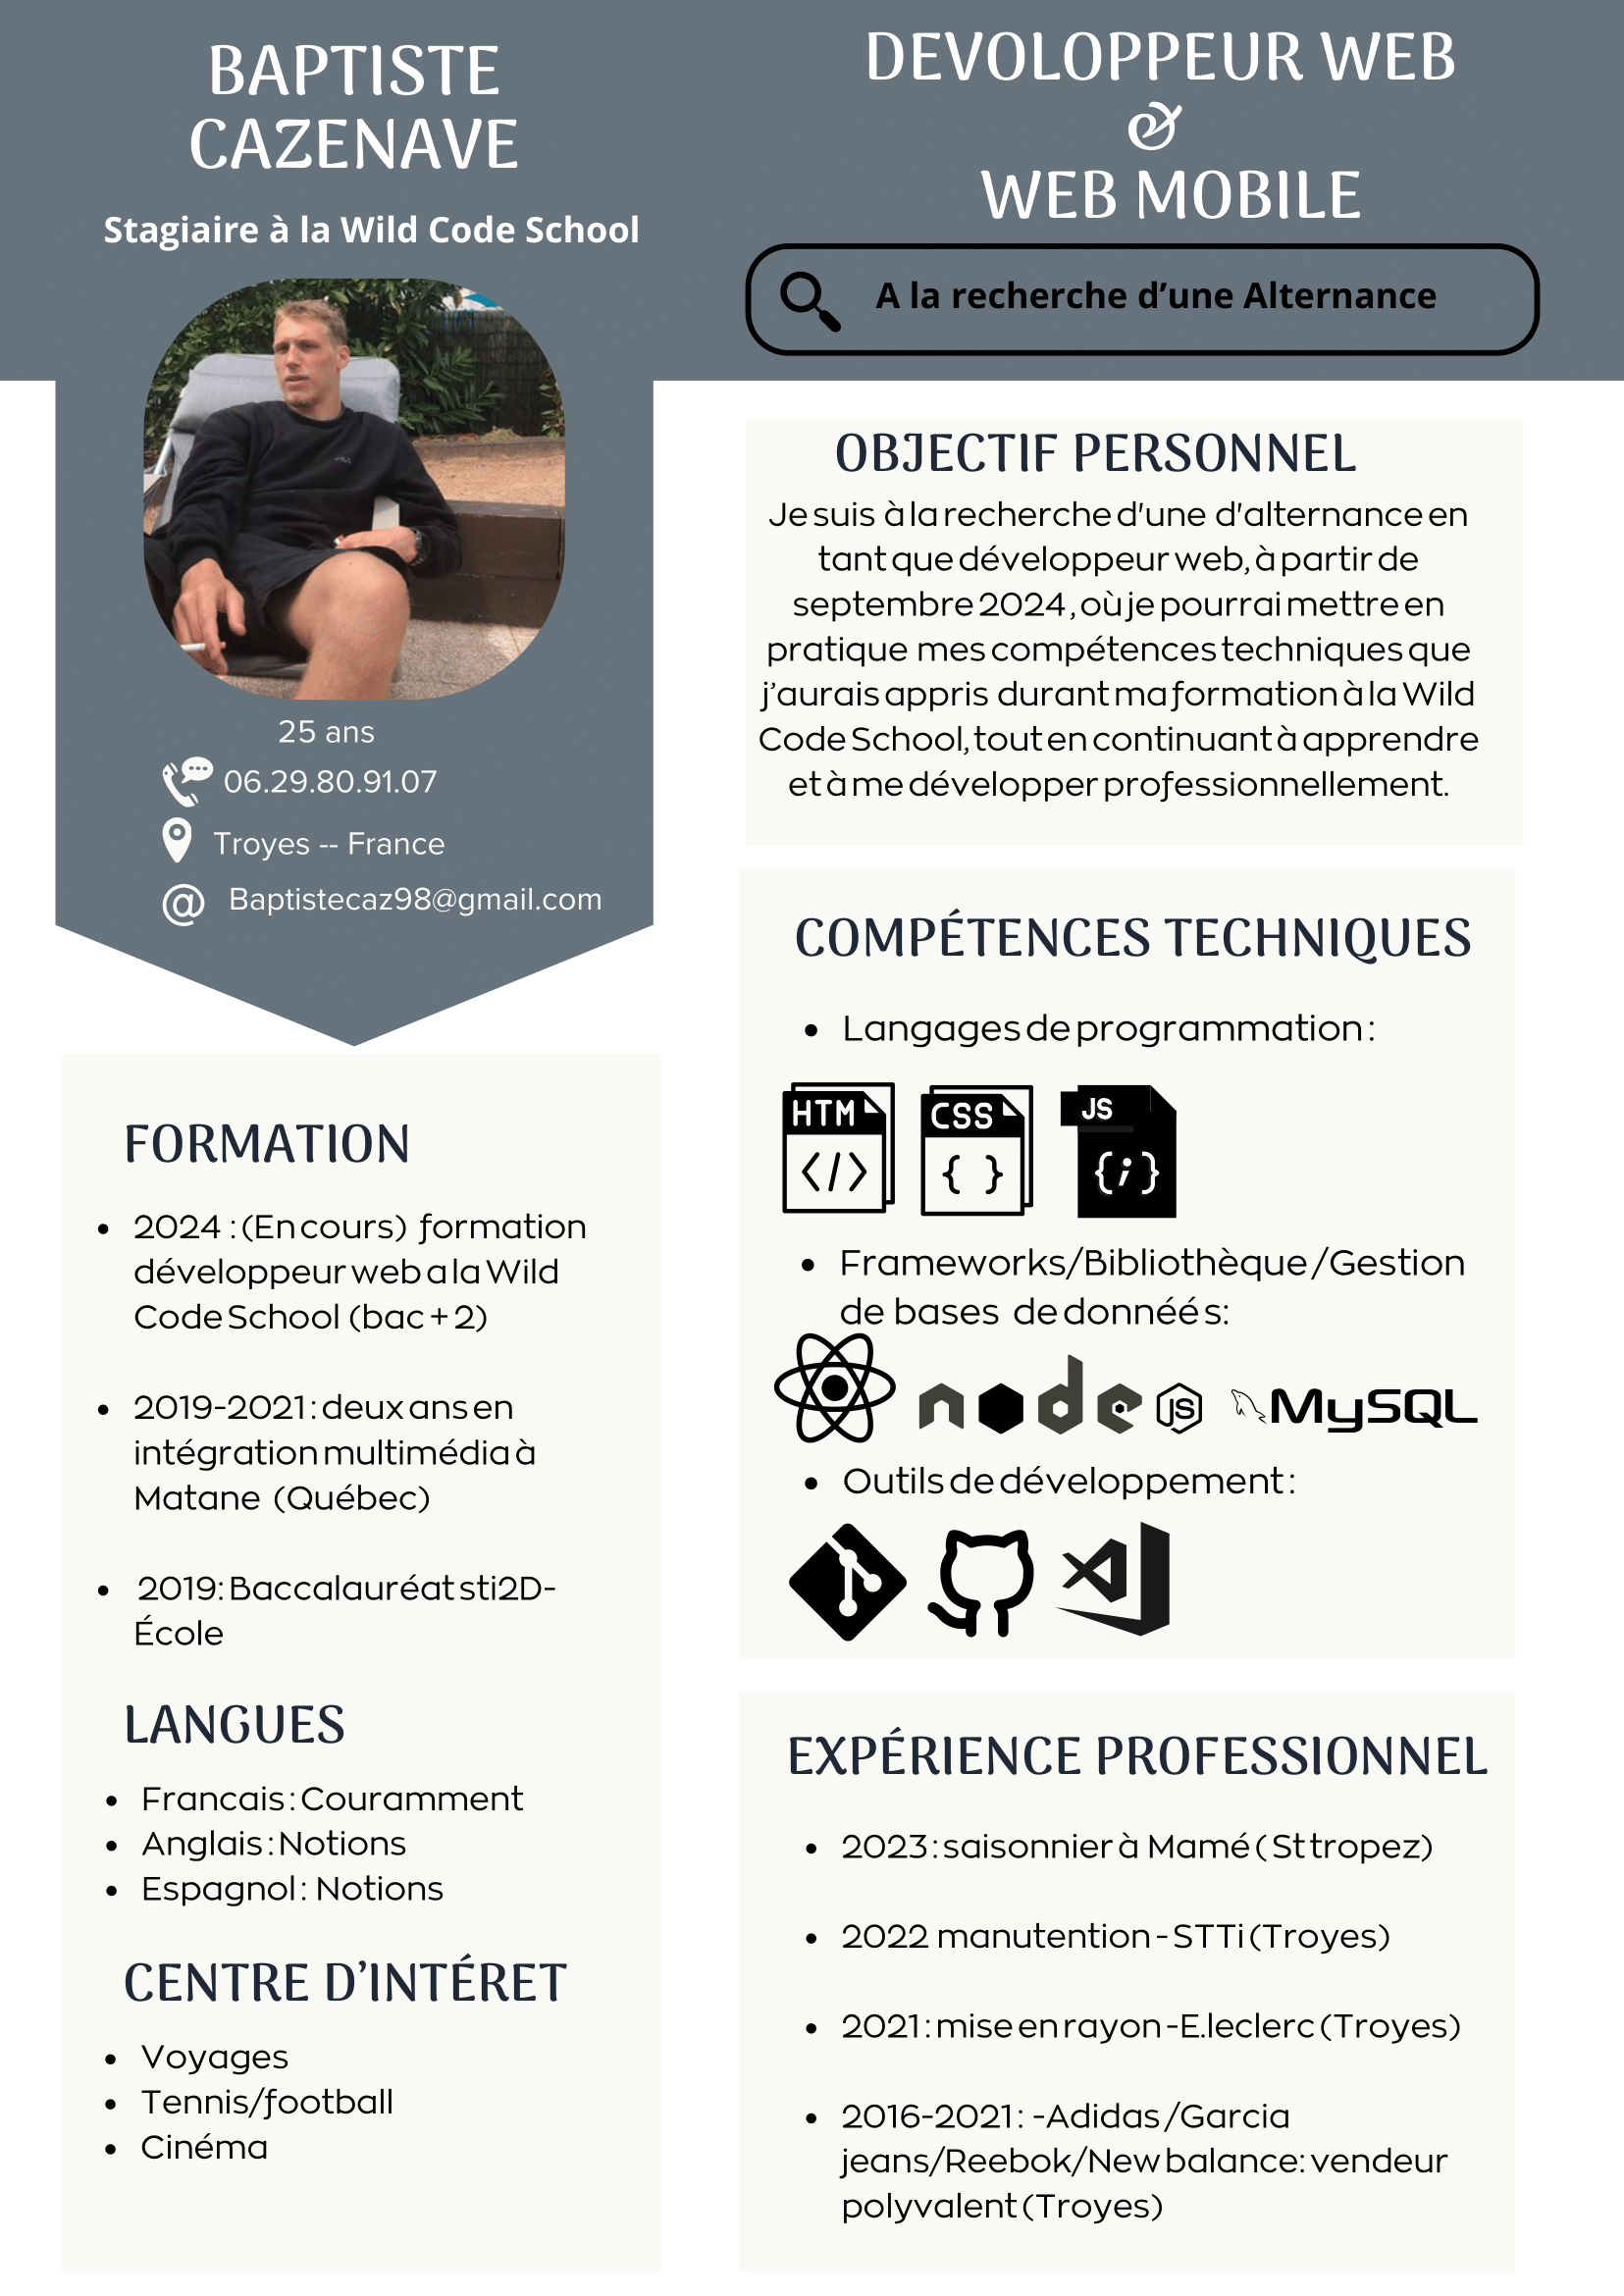 BAPTISTE
CAZENAVE
Stagiaire à la Wild Code School
25 ans
06.29.80.91.07
Troyes -- France
@ Baptistecaz98@gmail.com
FORMATION
• 2024 : (En cours) formation
développeur web a la Wild
Code School (bac + 2)
• 2019-2021 : deux ans en
intégration multimédia à
Matane (Québec)
• 2019: Baccalauréat sti2D-
École
LANGUES
• Francais : Couramment
• Anglais : Notions
• Espagnol : Notions
CENTRE D'INTÉRET
• Voyages
• Tennis/football
• Cinéma
DEVOLOPPEUR WEB
&
WEB MOBILE
A la recherche d'une Alternance
OBJECTIF PERSONNEL
Je suis à la recherche d'une d'alternance en
tant que développeur web, à partir de
septembre 2024, où je pourrai mettre en
pratique mes compétences techniques que
j'aurais appris durant ma formation à la Wild
Code School, tout en continuant à apprendre
et à me développer professionnellement.
COMPÉTENCES TECHNIQUES
• Langages de programmation :
HTM CSS JS
</> { } {;}
• Frameworks/Bibliothèque/Gestion
de bases de donnéés:
node JS MySQL
• Outils de développement :
EXPÉRIENCE PROFESSIONNEL
• 2023 : saisonnier à Mamé ( St tropez)
• 2022 manutention - STTi (Troyes)
• 2021 : mise en rayon -E.leclerc (Troyes)
• 2016-2021 : -Adidas /Garcia
jeans/Reebok/New balance: vendeur
polyvalent (Troyes)